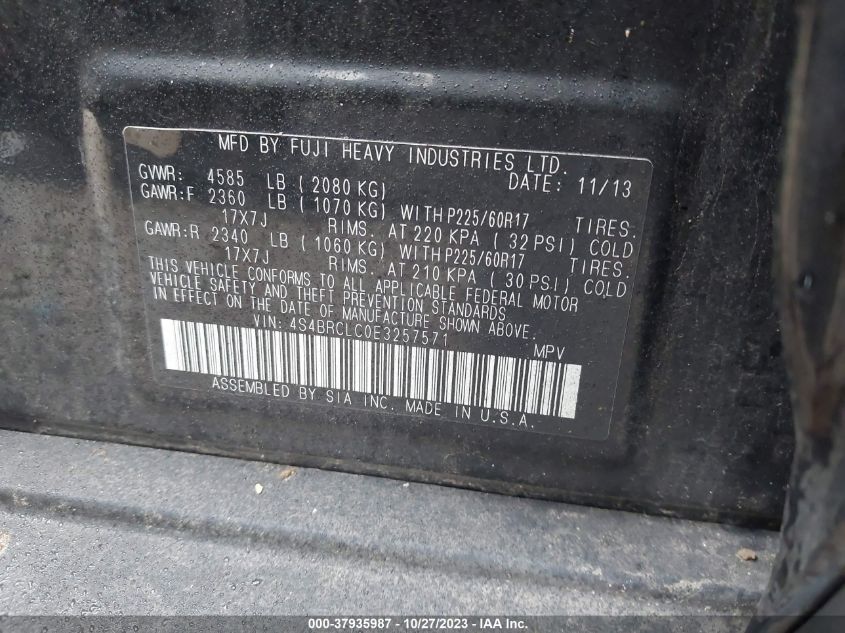 MFD BY FUJI HEAVY INDUSTRIES LTD.
GVWR: 4585 LB (2080 KG) DATE: 11/13
GAWR:F 2360 LB (1070 KG) WITH P225/60R17 TIRES.
17X7J RIMS. AT 220 KPA (32 PSI) COLD
GAWR:R 2340 LB (1060 KG) WITH P225/60R17 TIRES.
17X7J RIMS. AT 210 KPA (30 PSI) COLD
THIS VEHICLE CONFORMS TO ALL APPLICABLE FEDERAL MOTOR
VEHICLE SAFETY AND THEFT PREVENTION STANDARDS
IN EFFECT ON THE DATE OF MANUFACTURE SHOWN ABOVE.
VIN: 4S4BRCLC0E3257571 MPV
ASSEMBLED BY SIA INC. MADE IN U.S.A.
000-37935987 - 10/27/2023 - IAAI.com